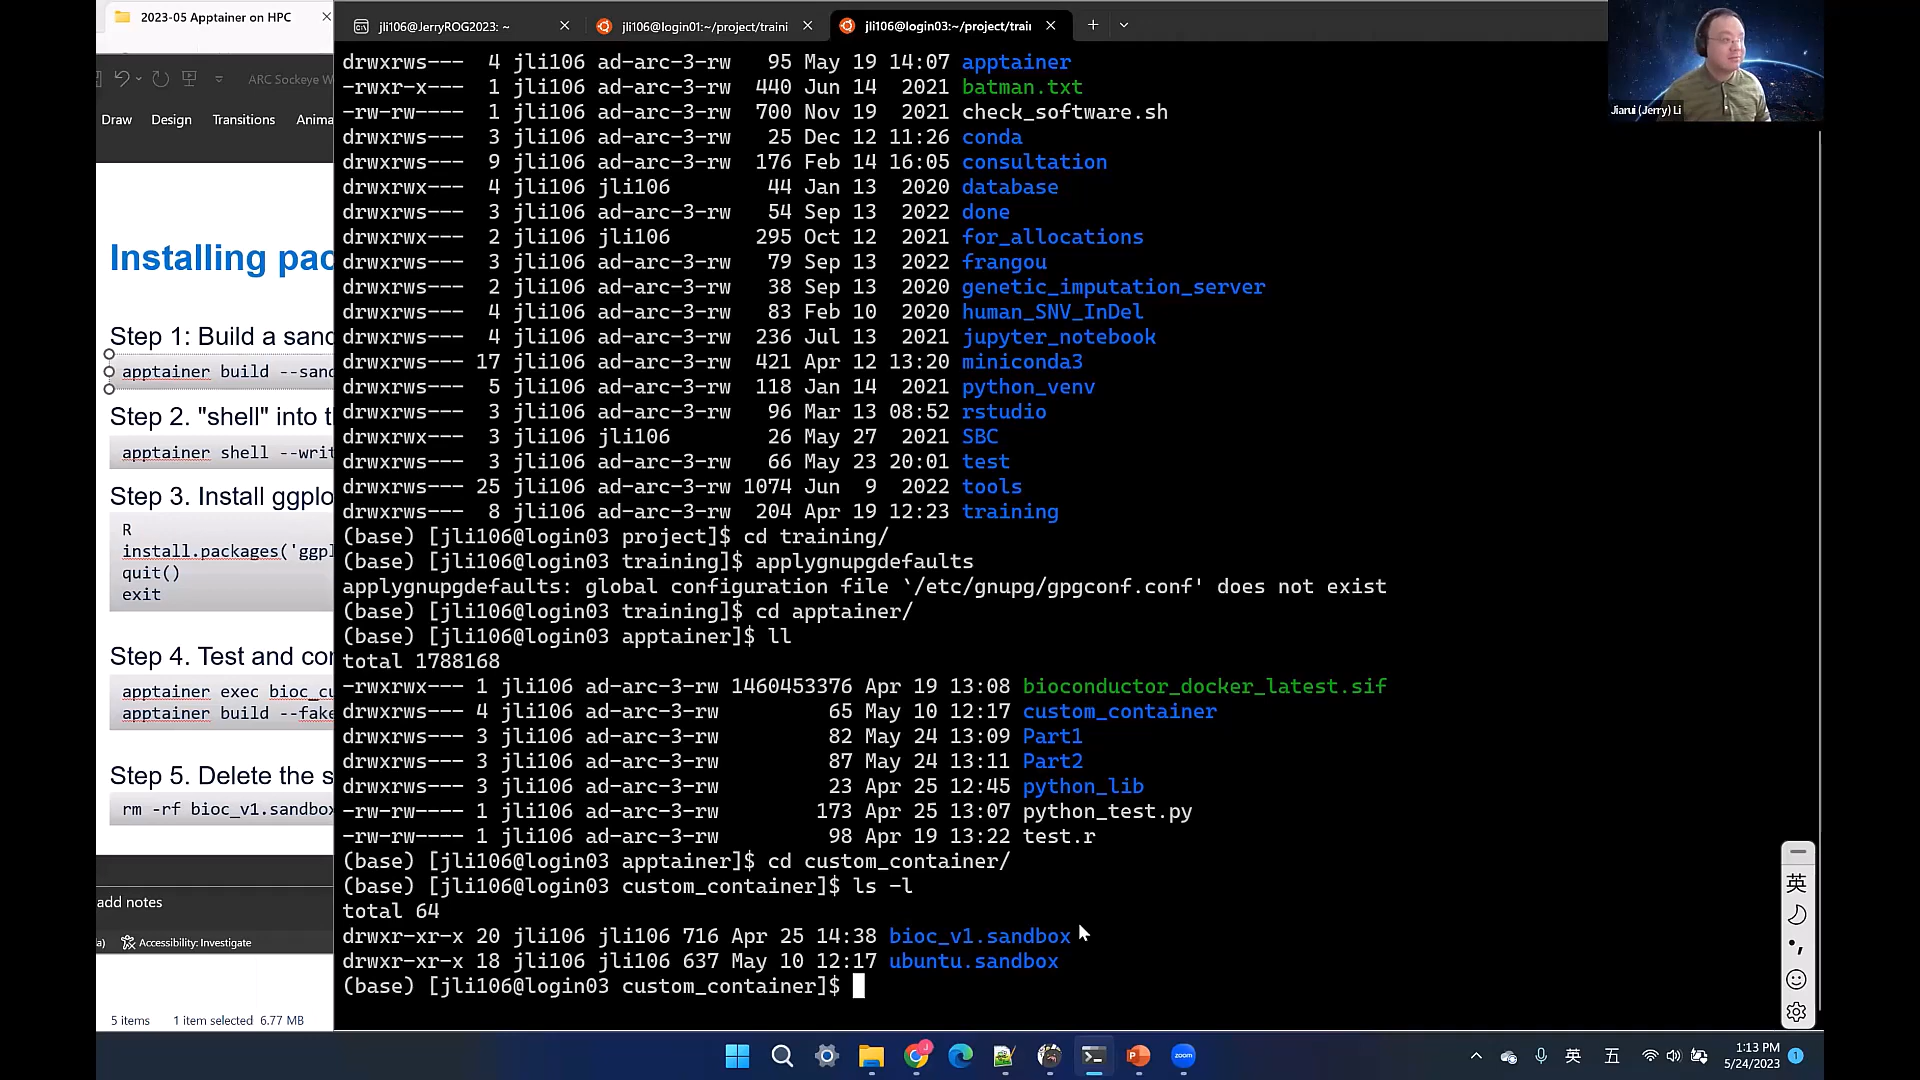 2023-05 Apptainer on HPC
ARC Sockeye W
Draw Design Transitions Anima
Installing pac
Step 1: Build a sand
apptainer build --sand
Step 2. "shell" into t
apptainer shell --writ
Step 3. Install ggplo
R
install.packages('ggpl
quit()
exit
Step 4. Test and cor
apptainer exec bioc_cu
apptainer build --fake
Step 5. Delete the s
rm -rf bioc_v1.sandbox
add notes
Accessibility: Investigate
5 items 1 item selected 6.77 MB
jli106@JerryROG2023: ~
jli106@login01:~/project/traini
jli106@login03:~/project/train
drwxrws--- 4 jli106 ad-arc-3-rw 95 May 19 14:07 apptainer
-rwxr-x--- 1 jli106 ad-arc-3-rw 440 Jun 14 2021 batman.txt
-rw-rw---- 1 jli106 ad-arc-3-rw 700 Nov 19 2021 check_software.sh
drwxrws--- 3 jli106 ad-arc-3-rw 25 Dec 12 11:26 conda
drwxrws--- 9 jli106 ad-arc-3-rw 176 Feb 14 16:05 consultation
drwxrwx--- 4 jli106 jli106 44 Jan 13 2020 database
drwxrws--- 3 jli106 ad-arc-3-rw 54 Sep 13 2022 done
drwxrwx--- 2 jli106 jli106 295 Oct 12 2021 for_allocations
drwxrws--- 3 jli106 ad-arc-3-rw 79 Sep 13 2022 frangou
drwxrws--- 2 jli106 ad-arc-3-rw 38 Sep 13 2020 genetic_imputation_server
drwxrws--- 4 jli106 ad-arc-3-rw 83 Feb 10 2020 human_SNV_InDel
drwxrws--- 4 jli106 ad-arc-3-rw 236 Jul 13 2021 jupyter_notebook
drwxrws--- 17 jli106 ad-arc-3-rw 421 Apr 12 13:20 miniconda3
drwxrws--- 5 jli106 ad-arc-3-rw 118 Jan 14 2021 python_venv
drwxrws--- 3 jli106 ad-arc-3-rw 96 Mar 13 08:52 rstudio
drwxrwx--- 3 jli106 jli106 26 May 27 2021 SBC
drwxrws--- 3 jli106 ad-arc-3-rw 66 May 23 20:01 test
drwxrws--- 25 jli106 ad-arc-3-rw 1074 Jun 9 2022 tools
drwxrws--- 8 jli106 ad-arc-3-rw 204 Apr 19 12:23 training
(base) [jli106@login03 project]$ cd training/
(base) [jli106@login03 training]$ applygnupgdefaults
applygnupgdefaults: global configuration file `/etc/gnupg/gpgconf.conf' does not exist
(base) [jli106@login03 training]$ cd apptainer/
(base) [jli106@login03 apptainer]$ ll
total 1788168
-rwxrwx--- 1 jli106 ad-arc-3-rw 1460453376 Apr 19 13:08 bioconductor_docker_latest.sif
drwxrws--- 4 jli106 ad-arc-3-rw 65 May 10 12:17 custom_container
drwxrws--- 3 jli106 ad-arc-3-rw 82 May 24 13:09 Part1
drwxrws--- 3 jli106 ad-arc-3-rw 87 May 24 13:11 Part2
drwxrws--- 3 jli106 ad-arc-3-rw 23 Apr 25 12:45 python_lib
-rw-rw---- 1 jli106 ad-arc-3-rw 173 Apr 25 13:07 python_test.py
-rw-rw---- 1 jli106 ad-arc-3-rw 98 Apr 19 13:22 test.r
(base) [jli106@login03 apptainer]$ cd custom_container/
(base) [jli106@login03 custom_container]$ ls -l
total 64
drwxr-xr-x 20 jli106 jli106 716 Apr 25 14:38 bioc_v1.sandbox
drwxr-xr-x 18 jli106 jli106 637 May 10 12:17 ubuntu.sandbox
(base) [jli106@login03 custom_container]$
Jiarui (Jerry) Li
英
zoom
英
五
1:13 PM
5/24/2023
1